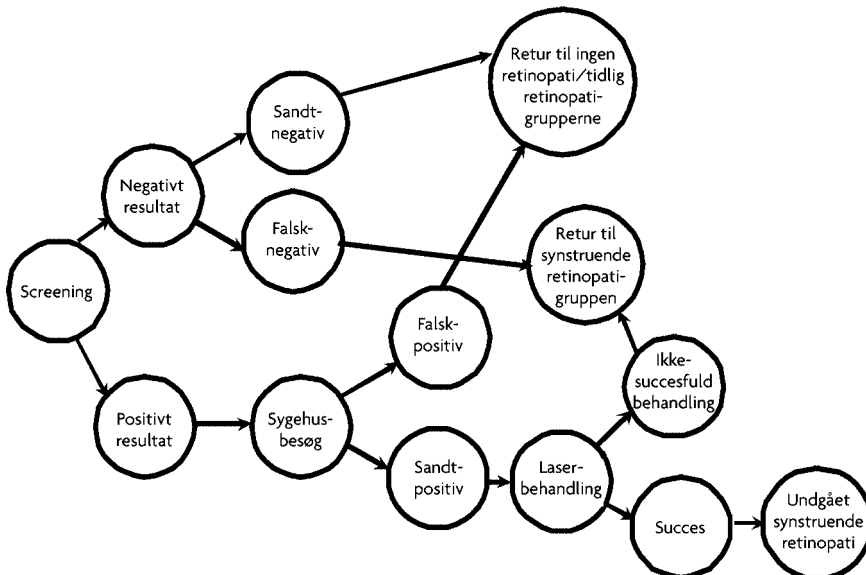 Retur til ingen
retinopati/tidlig
retinopati-
grupperne
Sandt-
negativ
Negativt
resultat
Falsk-
negativ
Retur til
synstruende
retinopati-
gruppen
Screening
Falsk-
positiv
Ikke-
succesfuld
behandling
Positivt
resultat
Sygehus-
besøg
Sandt-
positiv
Laser-
behandling
Succes
Undgået
synstruende
retinopati